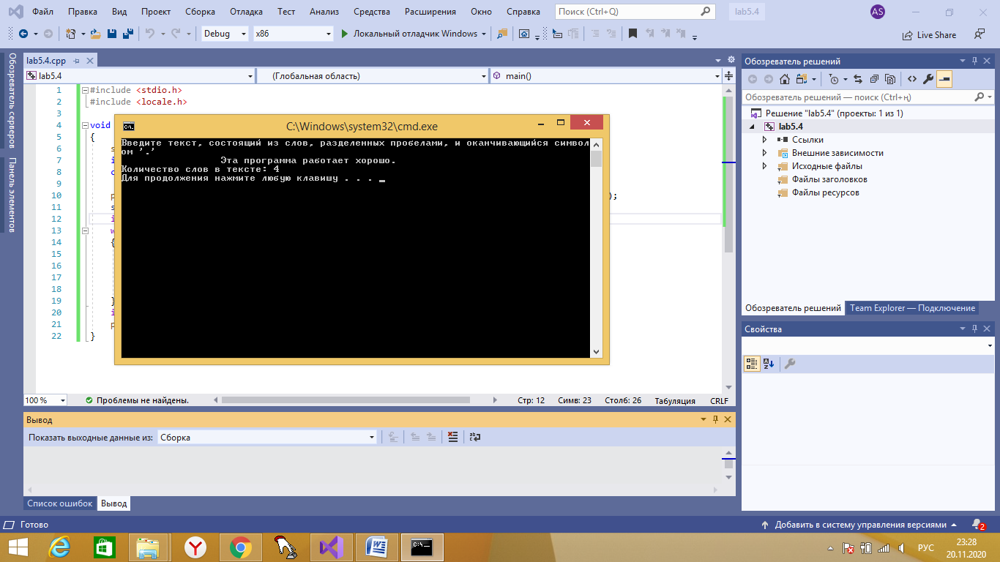 Файл Правка Вид Проект Сборка Отладка Тест Анализ Средства Расширения Окно Справка Поиск (Ctrl+Q) lab5.4 AS
Debug x86 Локальный отладчик Windows Live Share
Обозреватель серверов
Панель элементов
lab5.4.cpp
lab5.4 (Глобальная область) main()
1 #include <stdio.h>
2 #include <locale.h>
3
4 void
5 {
6 s
7 i
8 c
9
10 p );
11 s
12 i
13 w
14 {
15
16
17
18
19 }
20 i
21 p
22 }
C:\Windows\system32\cmd.exe
Введите текст, состоящий из слов, разделенных пробелами, и оканчивающийся символ
ом '.'
Эта программа работает хорошо.
Количество слов в тексте: 4
Для продолжения нажмите любую клавишу . . . _
100 % Проблемы не найдены. Стр: 12 Симв: 23 Столб: 26 Табуляция CRLF
Вывод
Показать выходные данные из: Сборка
Список ошибок Вывод
Обозреватель решений
Обозреватель решений — поиск (Ctrl+ц)
Решение "lab5.4" (проекты: 1 из 1)
lab5.4
Ссылки
Внешние зависимости
Исходные файлы
Файлы заголовков
Файлы ресурсов
Обозреватель решений Team Explorer — Подключение
Свойства
Готово Добавить в систему управления версиями 2
РУС 23:28
20.11.2020